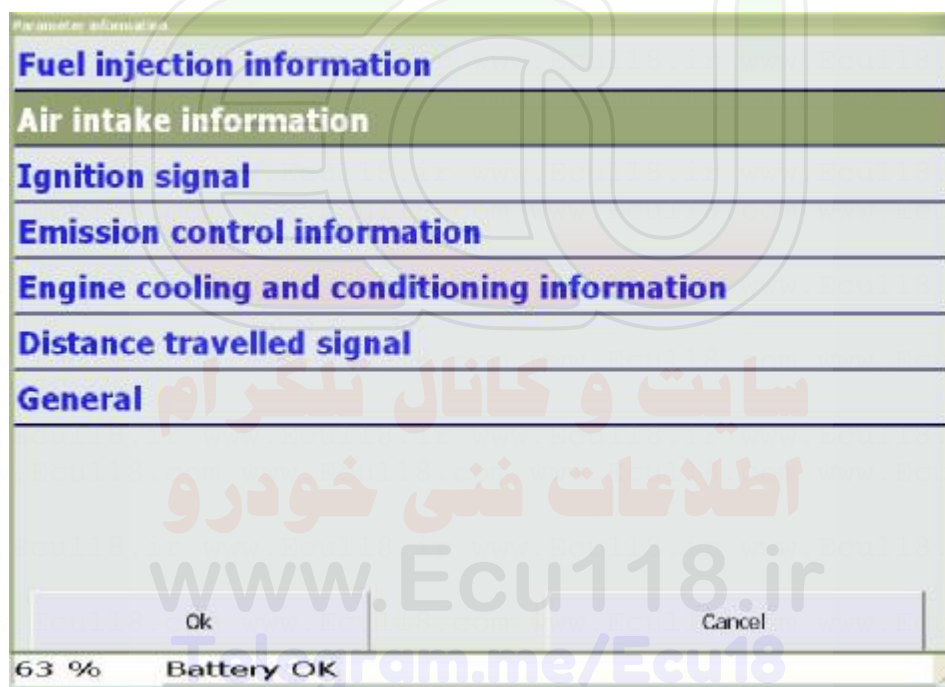 Parameter information
Fuel injection information
Air intake information
Ignition signal
Emission control information
Engine cooling and conditioning information
Distance travelled signal
General
سایت و کانال تلگرام
اطلاعات فنی خودرو
www.Ecu118.ir
Ok Cancel
Telegram.me/Ecu18
63 % Battery OK